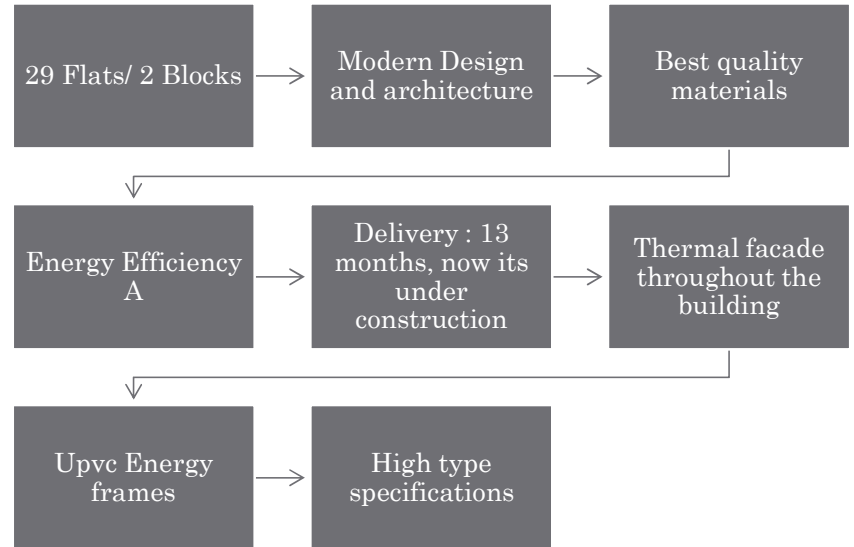 29 Flats/ 2 Blocks
Modern Design
and architecture
Best quality
materials
Energy Efficiency
A
Delivery : 13
months, now its
under
construction
Thermal facade
throughout the
building
Upvc Energy
frames
High type
specifications